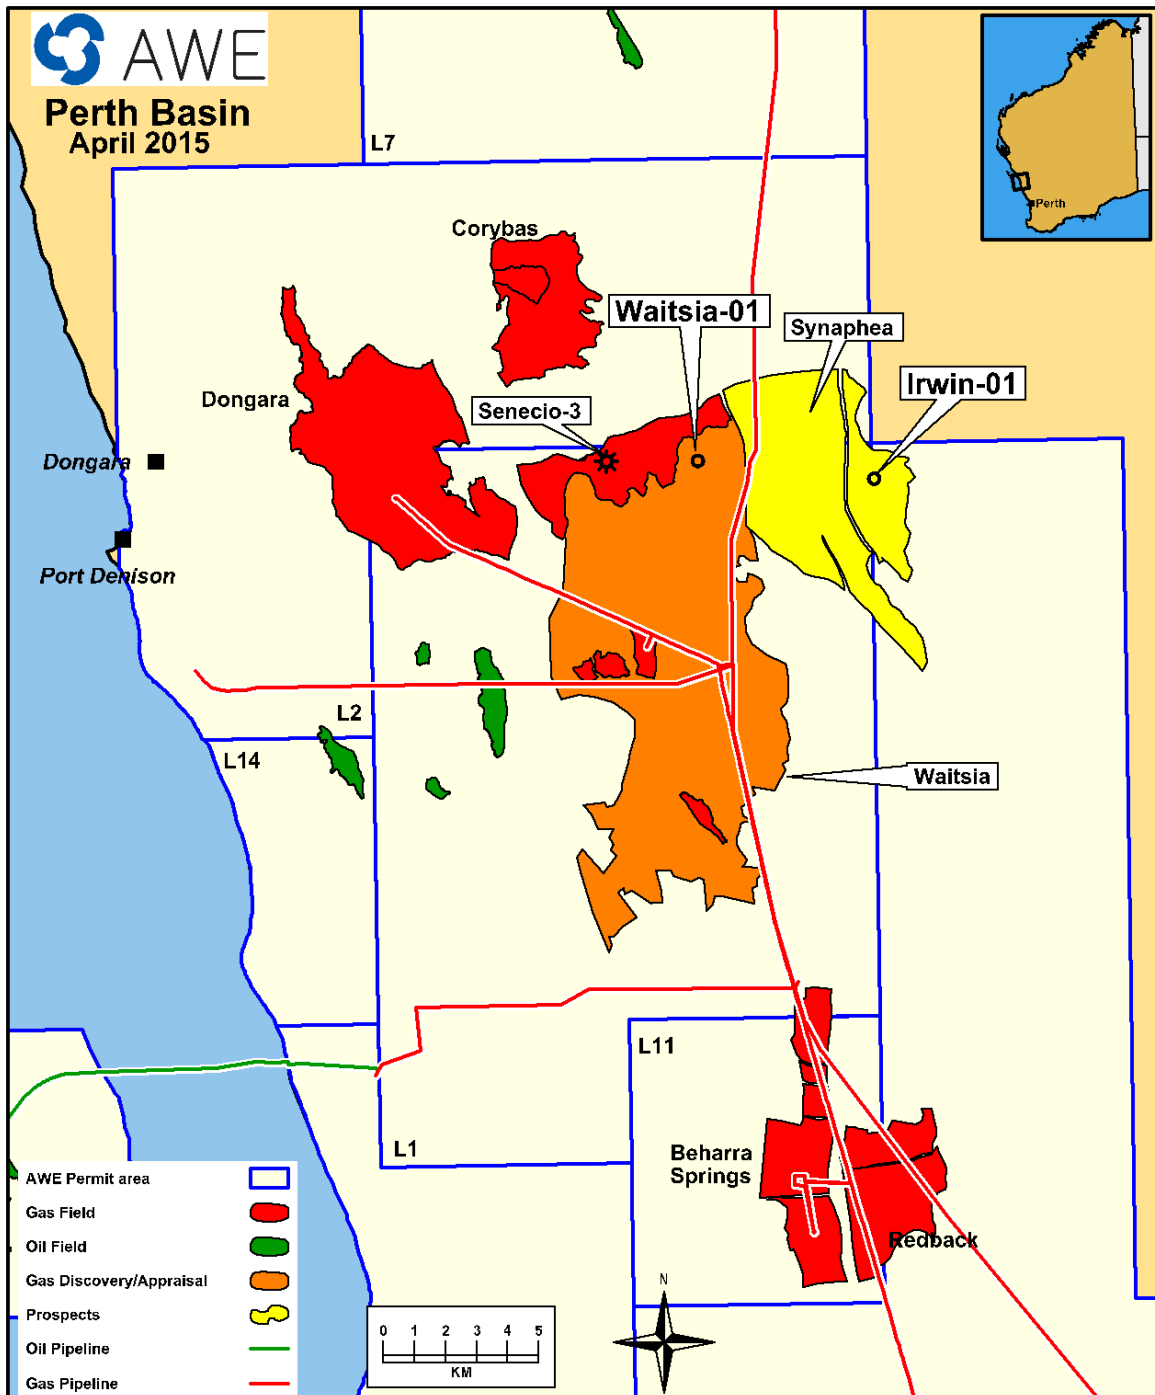 AWE
Perth Basin
April 2015
L7
Perth
Corybas
Waitsia-01
Synaphea
Irwin-01
Dongara
Senecio-3
Dongara
Port Denison
L2
L14
Waitsia
L11
L1
Beharra
Springs
Redback
AWE Permit area
Gas Field
Oil Field
Gas Discovery/Appraisal
Prospects
Oil Pipeline
Gas Pipeline
0 1 2 3 4 5
KM
N